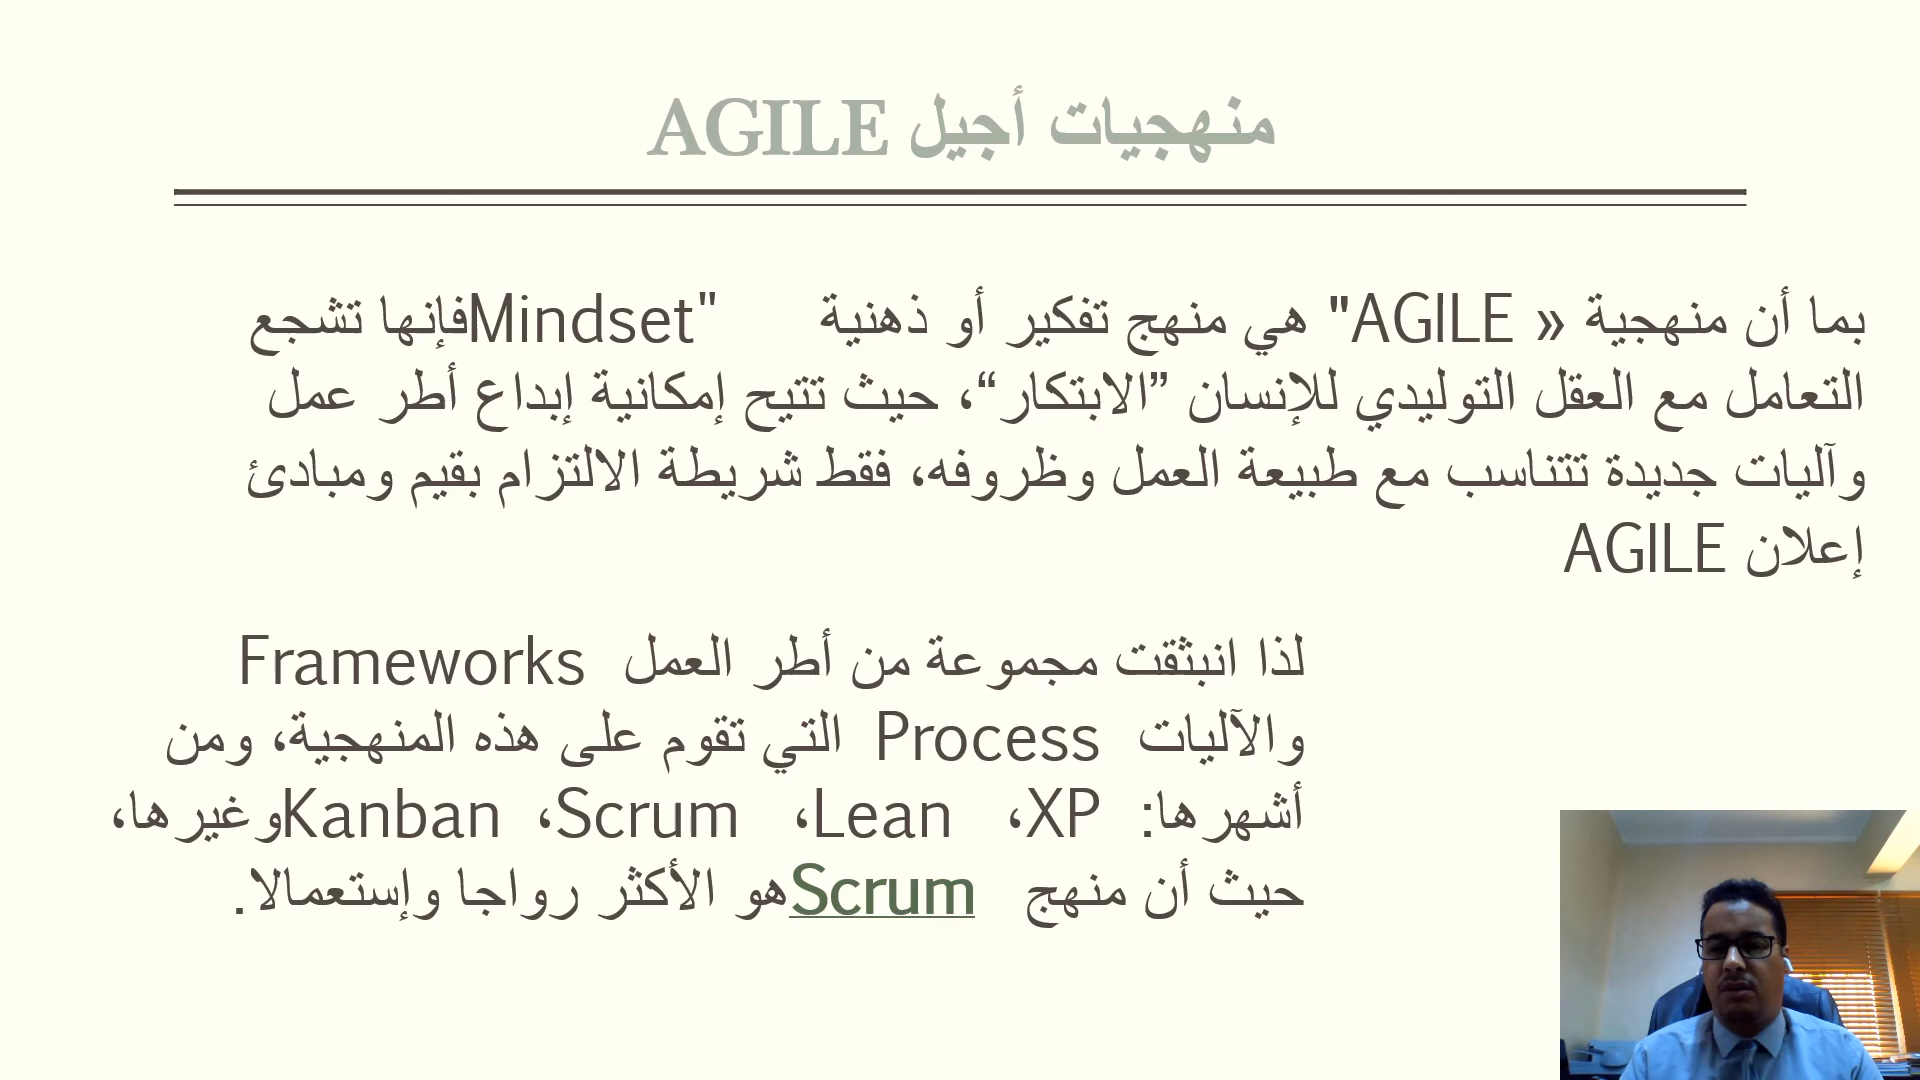 منهجيات أجيل AGILE
بما أن منهجية « AGILE" هي منهج تفكير أو ذهنية "Mindsetفإنها تشجع
التعامل مع العقل التوليدي للإنسان ”الابتكار“، حيث تتيح إمكانية إبداع أطر عمل
وآليات جديدة تتناسب مع طبيعة العمل وظروفه، فقط شريطة الالتزام بقيم ومبادئ
إعلان AGILE
لذا انبثقت مجموعة من أطر العمل Frameworks
والآليات Process التي تقوم على هذه المنهجية، ومن
أشهرها: XP، Lean، Scrum، Kanbanوغيرها،
حيث أن منهج Scrumهو الأكثر رواجا وإستعمالا.